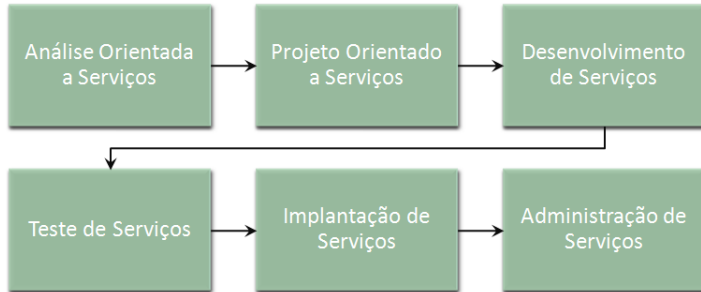 Análise Orientada
a Serviços
Projeto Orientado
a Serviços
Desenvolvimento
de Serviços
Teste de Serviços
Implantação de
Serviços
Administração de
Serviços